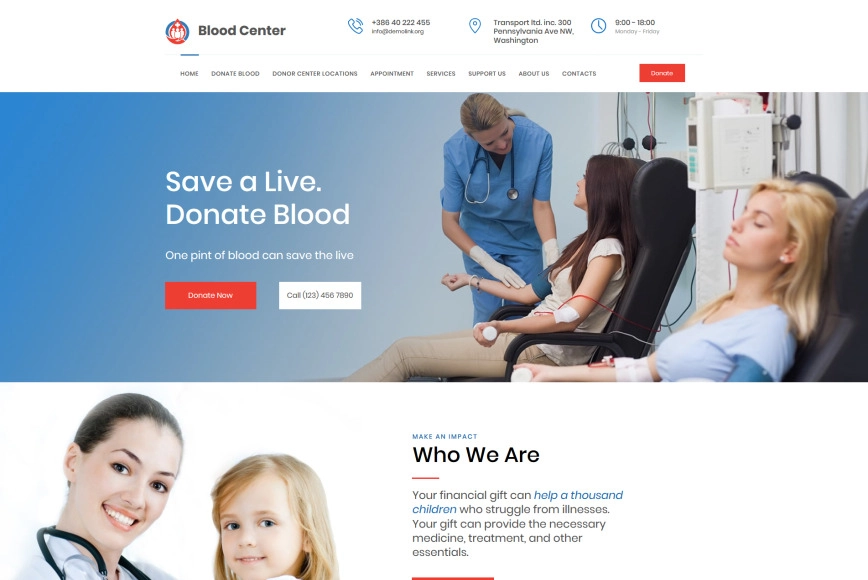 Blood Center
+386 40 222 455
info@demolink.org
Transport ltd. inc. 300
Pennsylvania Ave NW,
Washington
9:00 - 18:00
Monday - Friday
HOME
DONATE BLOOD
DONOR CENTER LOCATIONS
APPOINTMENT
SERVICES
SUPPORT US
ABOUT US
CONTACTS
Donate
Save a Live.
Donate Blood
One pint of blood can save the live
Donate Now
Call (123) 456 7890
MAKE AN IMPACT
Who We Are
Your financial gift can help a thousand
children who struggle from illnesses.
Your gift can provide the necessary
medicine, treatment, and other
essentials.